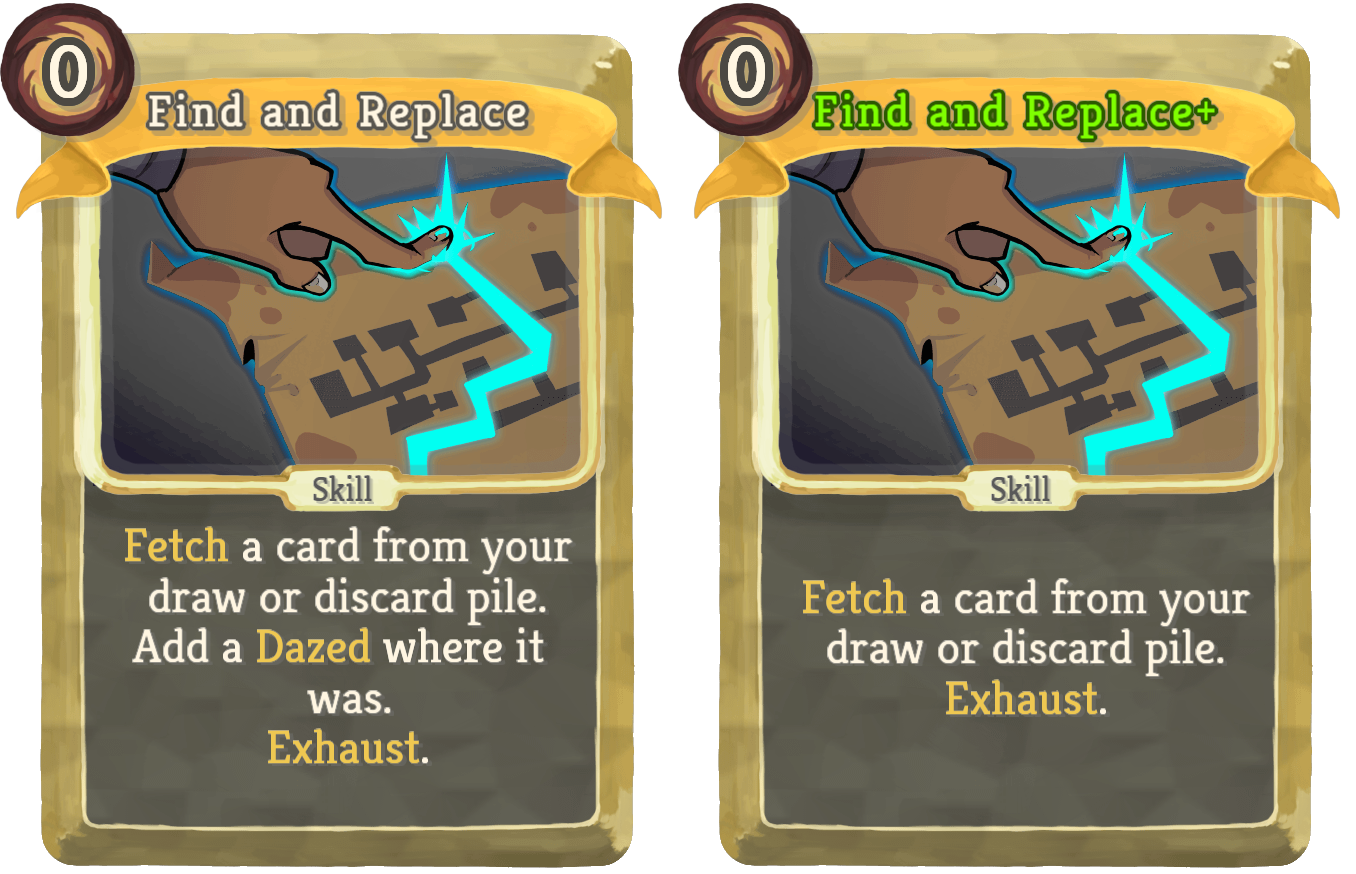 0
Find and Replace
Skill
Fetch a card from your
draw or discard pile.
Add a Dazed where it
was.
Exhaust.
0
Find and Replace+
Skill
Fetch a card from your
draw or discard pile.
Exhaust.